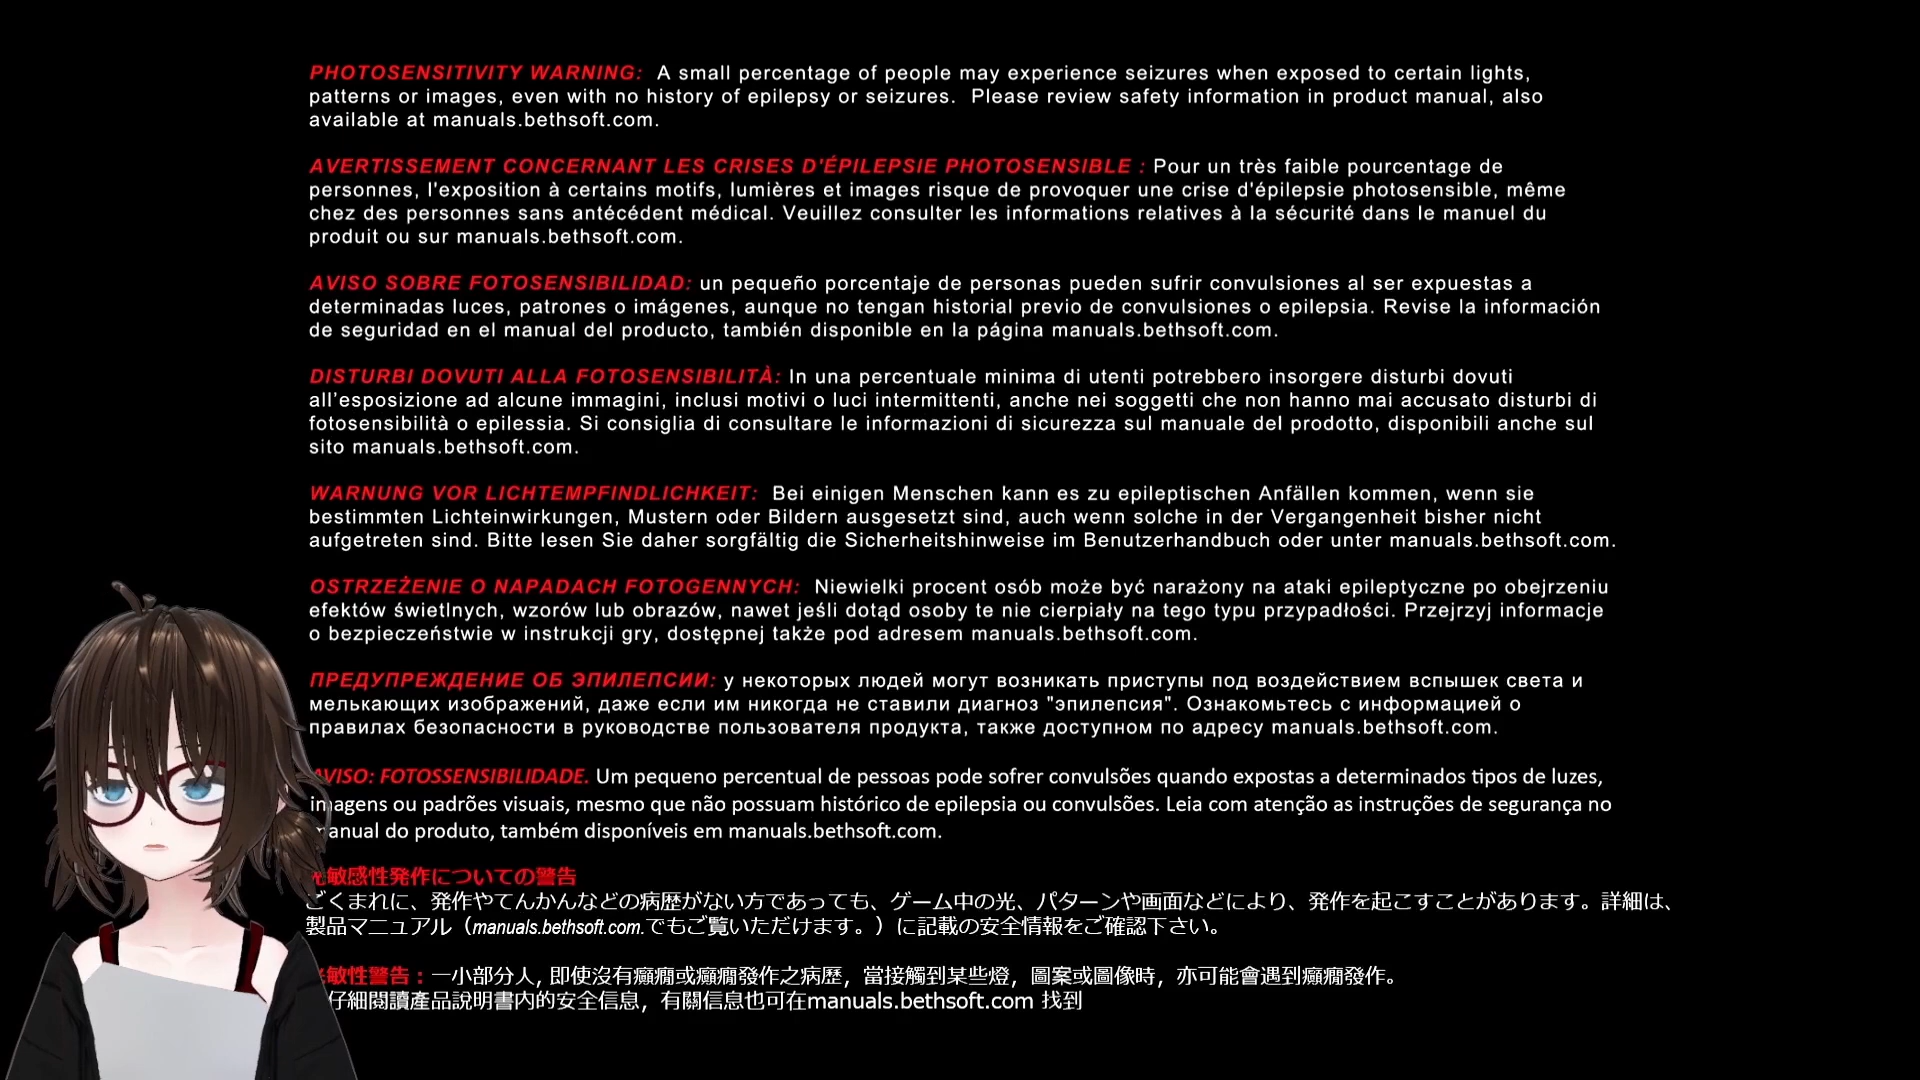 PHOTOSENSITIVITY WARNING: A small percentage of people may experience seizures when exposed to certain lights,
patterns or images, even with no history of epilepsy or seizures. Please review safety information in product manual, also
available at manuals.bethsoft.com.
AVERTISSEMENT CONCERNANT LES CRISES D'ÉPILEPSIE PHOTOSENSIBLE : Pour un très faible pourcentage de
personnes, l'exposition à certains motifs, lumières et images risque de provoquer une crise d'épilepsie photosensible, même
chez des personnes sans antécédent médical. Veuillez consulter les informations relatives à la sécurité dans le manuel du
produit ou sur manuals.bethsoft.com.
AVISO SOBRE FOTOSENSIBILIDAD: un pequeño porcentaje de personas pueden sufrir convulsiones al ser expuestas a
determinadas luces, patrones o imágenes, aunque no tengan historial previo de convulsiones o epilepsia. Revise la información
de seguridad en el manual del producto, también disponible en la página manuals.bethsoft.com.
DISTURBI DOVUTI ALLA FOTOSENSIBILITÀ: In una percentuale minima di utenti potrebbero insorgere disturbi dovuti
all’esposizione ad alcune immagini, inclusi motivi o luci intermittenti, anche nei soggetti che non hanno mai accusato disturbi di
fotosensibilità o epilessia. Si consiglia di consultare le informazioni di sicurezza sul manuale del prodotto, disponibili anche sul
sito manuals.bethsoft.com.
WARNUNG VOR LICHTEMPFINDLICHKEIT: Bei einigen Menschen kann es zu epileptischen Anfällen kommen, wenn sie
bestimmten Lichteinwirkungen, Mustern oder Bildern ausgesetzt sind, auch wenn solche in der Vergangenheit bisher nicht
aufgetreten sind. Bitte lesen Sie daher sorgfältig die Sicherheitshinweise im Benutzerhandbuch oder unter manuals.bethsoft.com.
OSTRZEŻENIE O NAPADACH FOTOGENNYCH: Niewielki procent osób może być narażony na ataki epileptyczne po obejrzeniu
efektów świetlnych, wzorów lub obrazów, nawet jeśli dotąd osoby te nie cierpiały na tego typu przypadłości. Przejrzyj informacje
o bezpieczeństwie w instrukcji gry, dostępnej także pod adresem manuals.bethsoft.com.
ПРЕДУПРЕЖДЕНИЕ ОБ ЭПИЛЕПСИИ: у некоторых людей могут возникать приступы под воздействием вспышек света и
мелькающих изображений, даже если им никогда не ставили диагноз "эпилепсия". Ознакомьтесь с информацией о
правилах безопасности в руководстве пользователя продукта, также доступном по адресу manuals.bethsoft.com.
AVISO: FOTOSSENSIBILIDADE. Um pequeno percentual de pessoas pode sofrer convulsões quando expostas a determinados tipos de luzes,
imagens ou padrões visuais, mesmo que não possuam histórico de epilepsia ou convulsões. Leia com atenção as instruções de segurança no
manual do produto, também disponíveis em manuals.bethsoft.com.
光敏感性発作についての警告
ごくまれに、発作やてんかんなどの病歴がない方であっても、ゲーム中の光、パターンや画面などにより、発作を起こすことがあります。詳細は、
製品マニュアル（manuals.bethsoft.com.でもご覧いただけます。）に記載の安全情報をご確認下さい。
光敏性警告：一小部分人, 即使沒有癲癇或癲癇發作之病歷，當接觸到某些燈，圖案或圖像時，亦可能會遇到癲癇發作。
仔細閱讀產品說明書內的安全信息，有關信息也可在manuals.bethsoft.com 找到